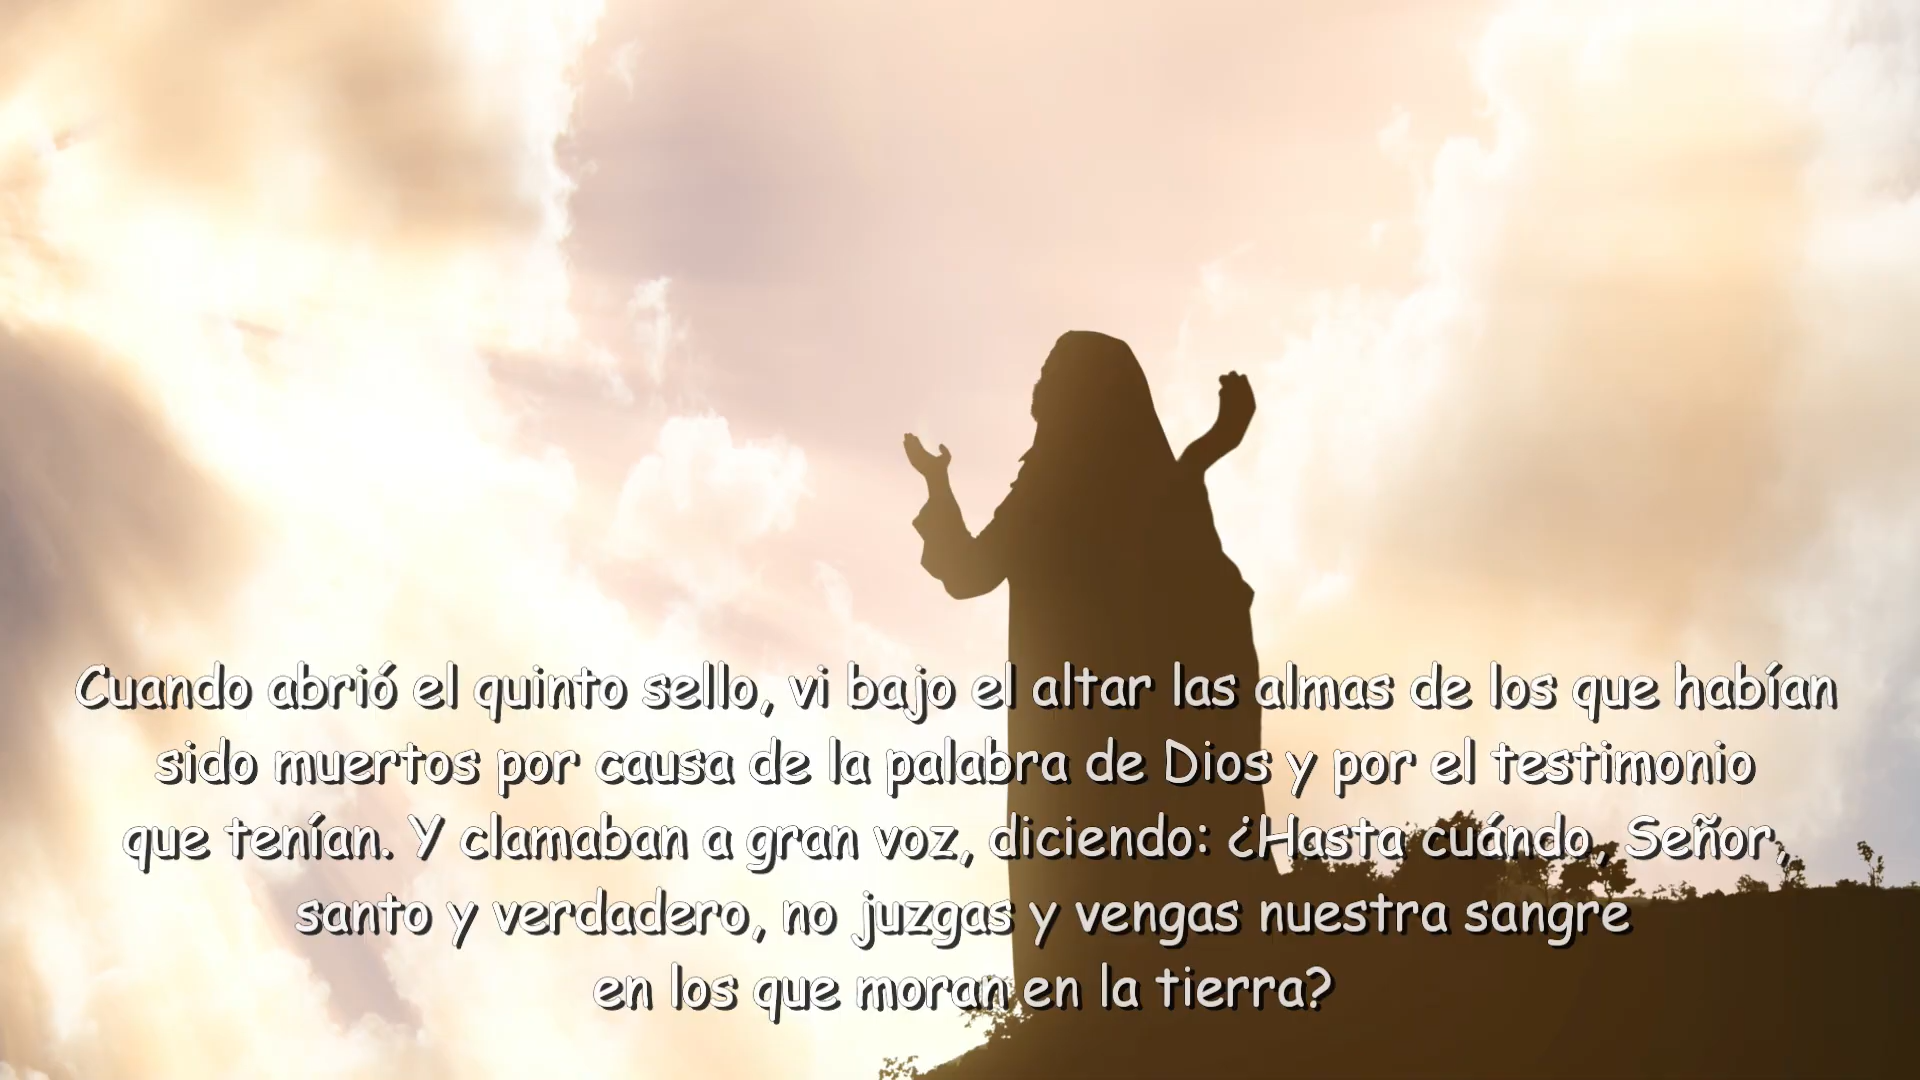 Cuando abrió el quinto sello, vi bajo el altar las almas de los que habían
sido muertos por causa de la palabra de Dios y por el testimonio
que tenían. Y clamaban a gran voz, diciendo: ¿Hasta cuándo, Señor,
santo y verdadero, no juzgas y vengas nuestra sangre
en los que moran en la tierra?